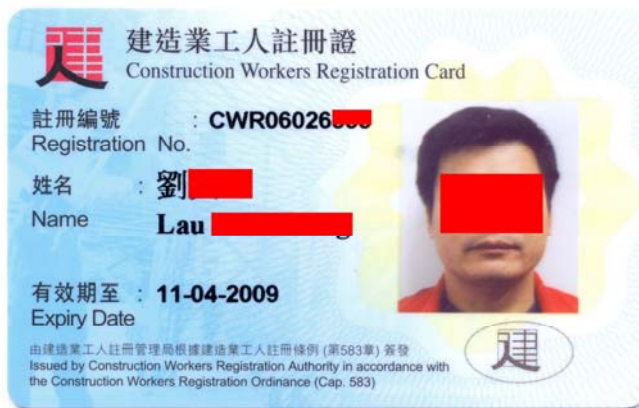 建造業工人註冊證
Construction Workers Registration Card
註冊編號 : CWR06026
Registration No.
姓名 : 劉
Name Lau
有效期至 : 11-04-2009
Expiry Date
由建造業工人註冊管理局根據建造業工人註冊條例 (第583章) 簽發
Issued by Construction Workers Registration Authority in accordance with
the Construction Workers Registration Ordinance (Cap. 583)
建